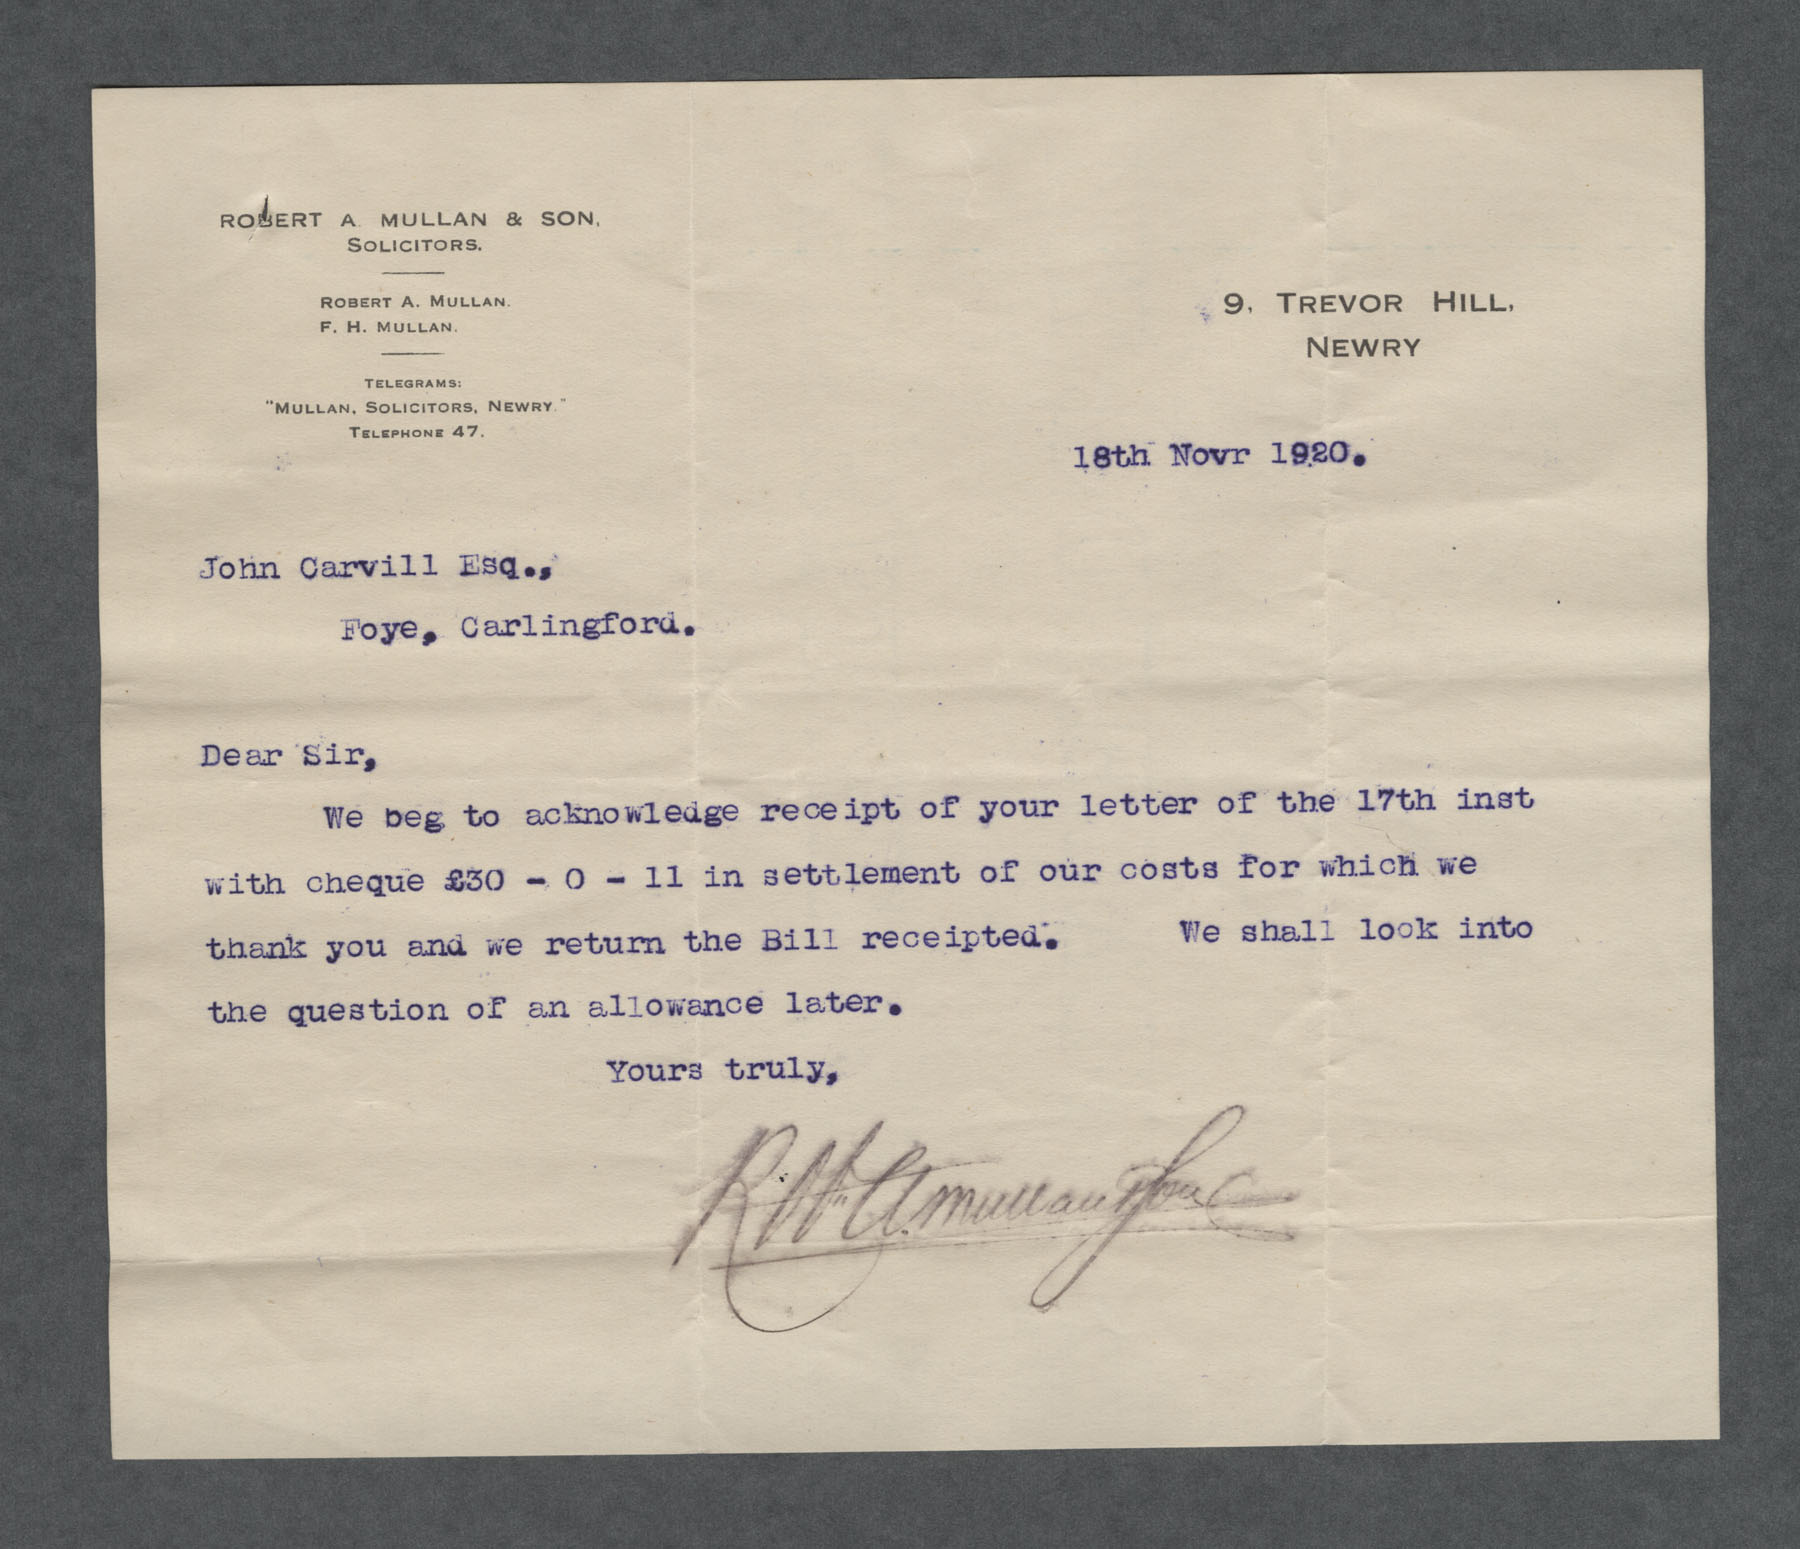 ROBERT A. MULLAN & SON,
SOLICITORS.
ROBERT A. MULLAN.
F. H. MULLAN.
TELEGRAMS:
"MULLAN, SOLICITORS, NEWRY."
TELEPHONE 47.
9, TREVOR HILL,
NEWRY
18th Novr 1920.
John Carvill Esq.,
Foye, Carlingford.
Dear Sir,
We beg to acknowledge receipt of your letter of the 17th inst
with cheque £30 - 0 - 11 in settlement of our costs for which we
thank you and we return the Bill receipted. We shall look into
the question of an allowance later.
Yours truly,
A Mullan & Son